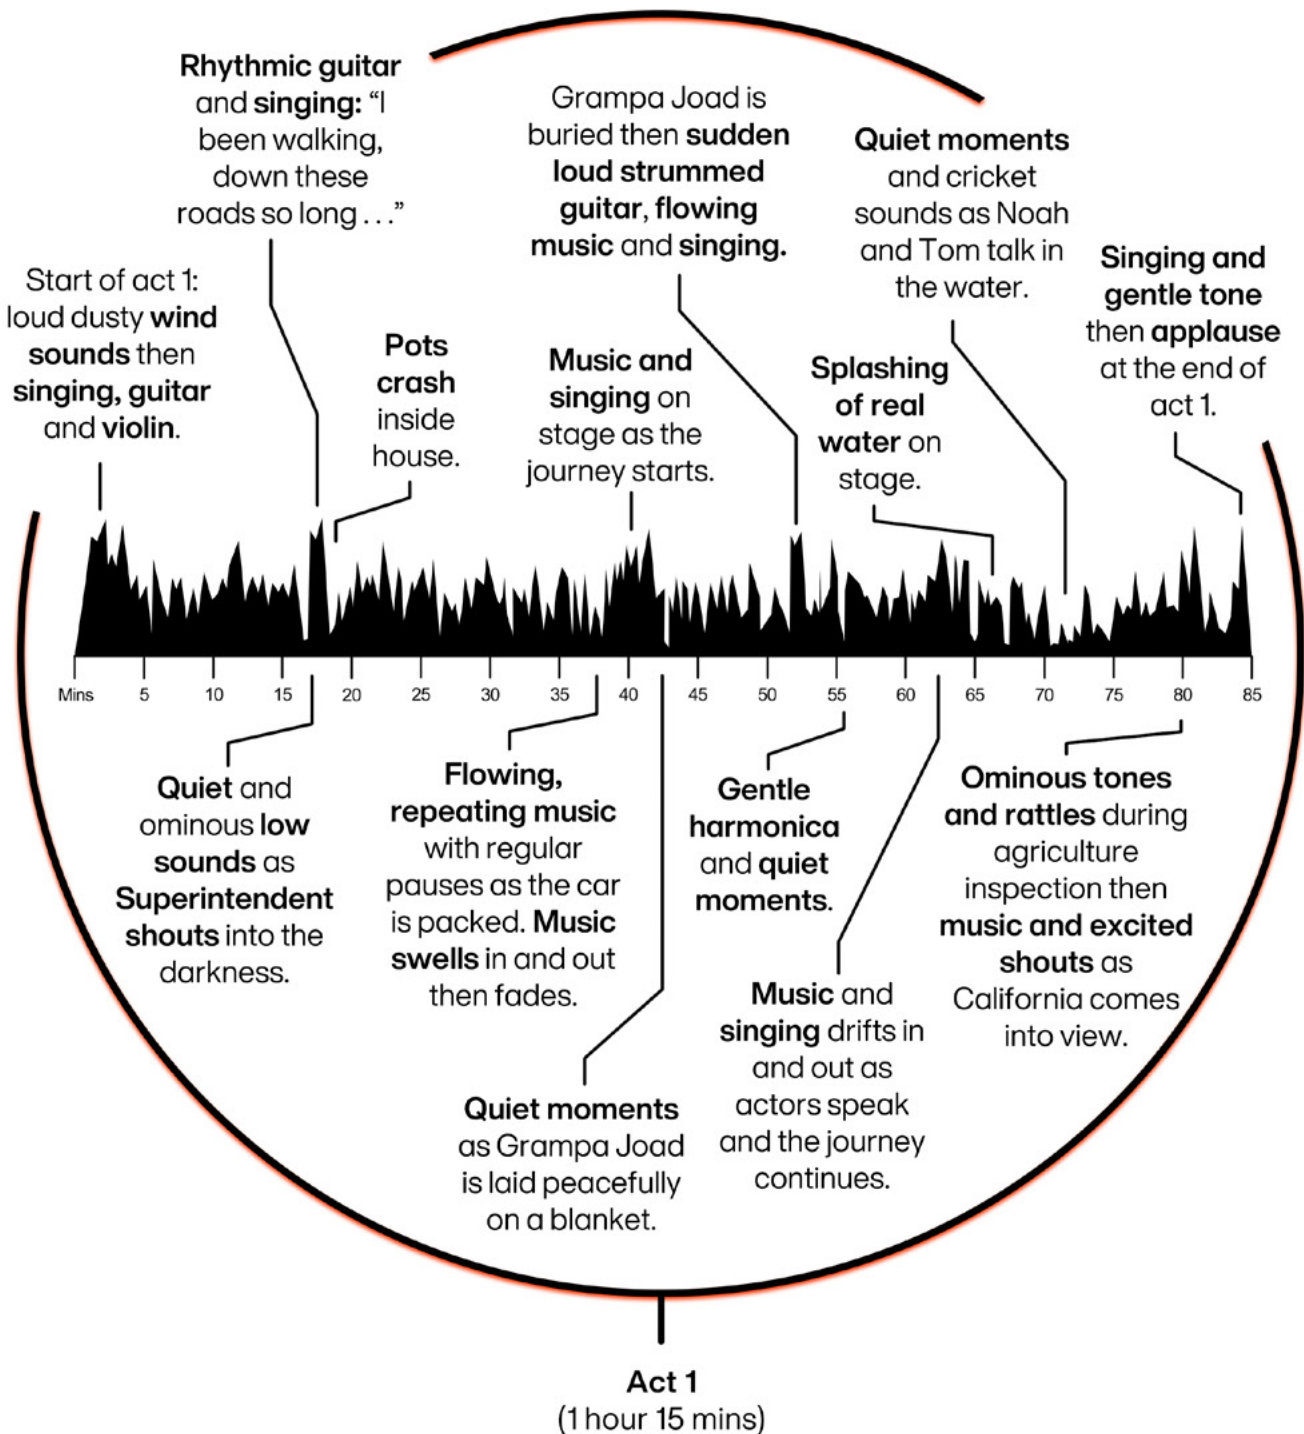 Rhythmic guitar
and singing: “I
been walking,
down these
roads so long . . .”
Grampa Joad is
buried then sudden
loud strummed
guitar, flowing
music and singing.
Quiet moments
and cricket
sounds as Noah
and Tom talk in
the water.
Singing and
gentle tone
then applause
at the end of
act 1.
Start of act 1:
loud dusty wind
sounds then
singing, guitar
and violin.
Pots
crash
inside
house.
Music and
singing on
stage as the
journey starts.
Splashing
of real
water on
stage.
Mins 5 10 15 20 25 30 35 40 45 50 55 60 65 70 75 80 85
Quiet and
ominous low
sounds as
Superintendent
shouts into the
darkness.
Flowing,
repeating music
with regular
pauses as the car
is packed. Music
swells in and out
then fades.
Quiet moments
as Grampa Joad
is laid peacefully
on a blanket.
Gentle
harmonica
and quiet
moments.
Music and
singing drifts in
and out as
actors speak
and the journey
continues.
Ominous tones
and rattles during
agriculture
inspection then
music and excited
shouts as
California comes
into view.
Act 1
(1 hour 15 mins)